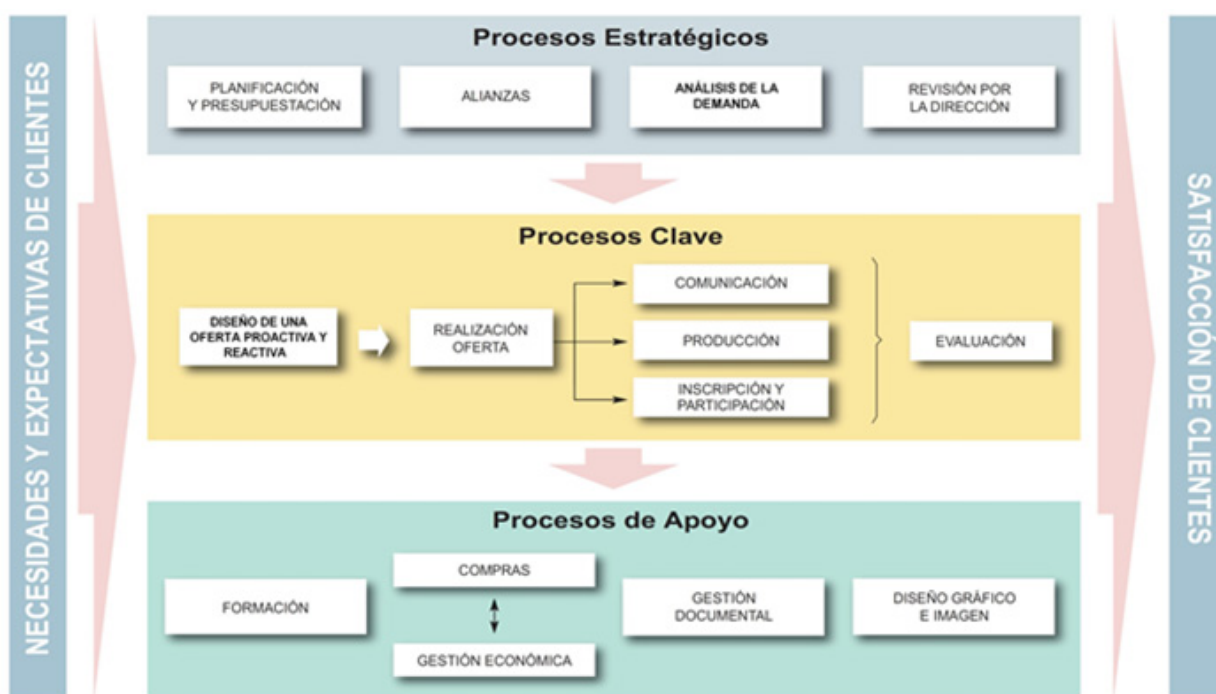 NECESIDADES Y EXPECTATIVAS DE CLIENTES
Procesos Estratégicos
PLANIFICACIÓN
Y PRESUPUESTACIÓN
ALIANZAS
ANÁLISIS DE LA
DEMANDA
REVISIÓN POR
LA DIRECCIÓN
Procesos Clave
DISEÑO DE UNA
OFERTA PROACTIVA Y
REACTIVA
REALIZACIÓN
OFERTA
COMUNICACIÓN
PRODUCCIÓN
INSCRIPCIÓN Y
PARTICIPACIÓN
EVALUACIÓN
Procesos de Apoyo
FORMACIÓN
COMPRAS
GESTIÓN ECONÓMICA
GESTIÓN
DOCUMENTAL
DISEÑO GRÁFICO
E IMAGEN
SATISFACCIÓN DE CLIENTES